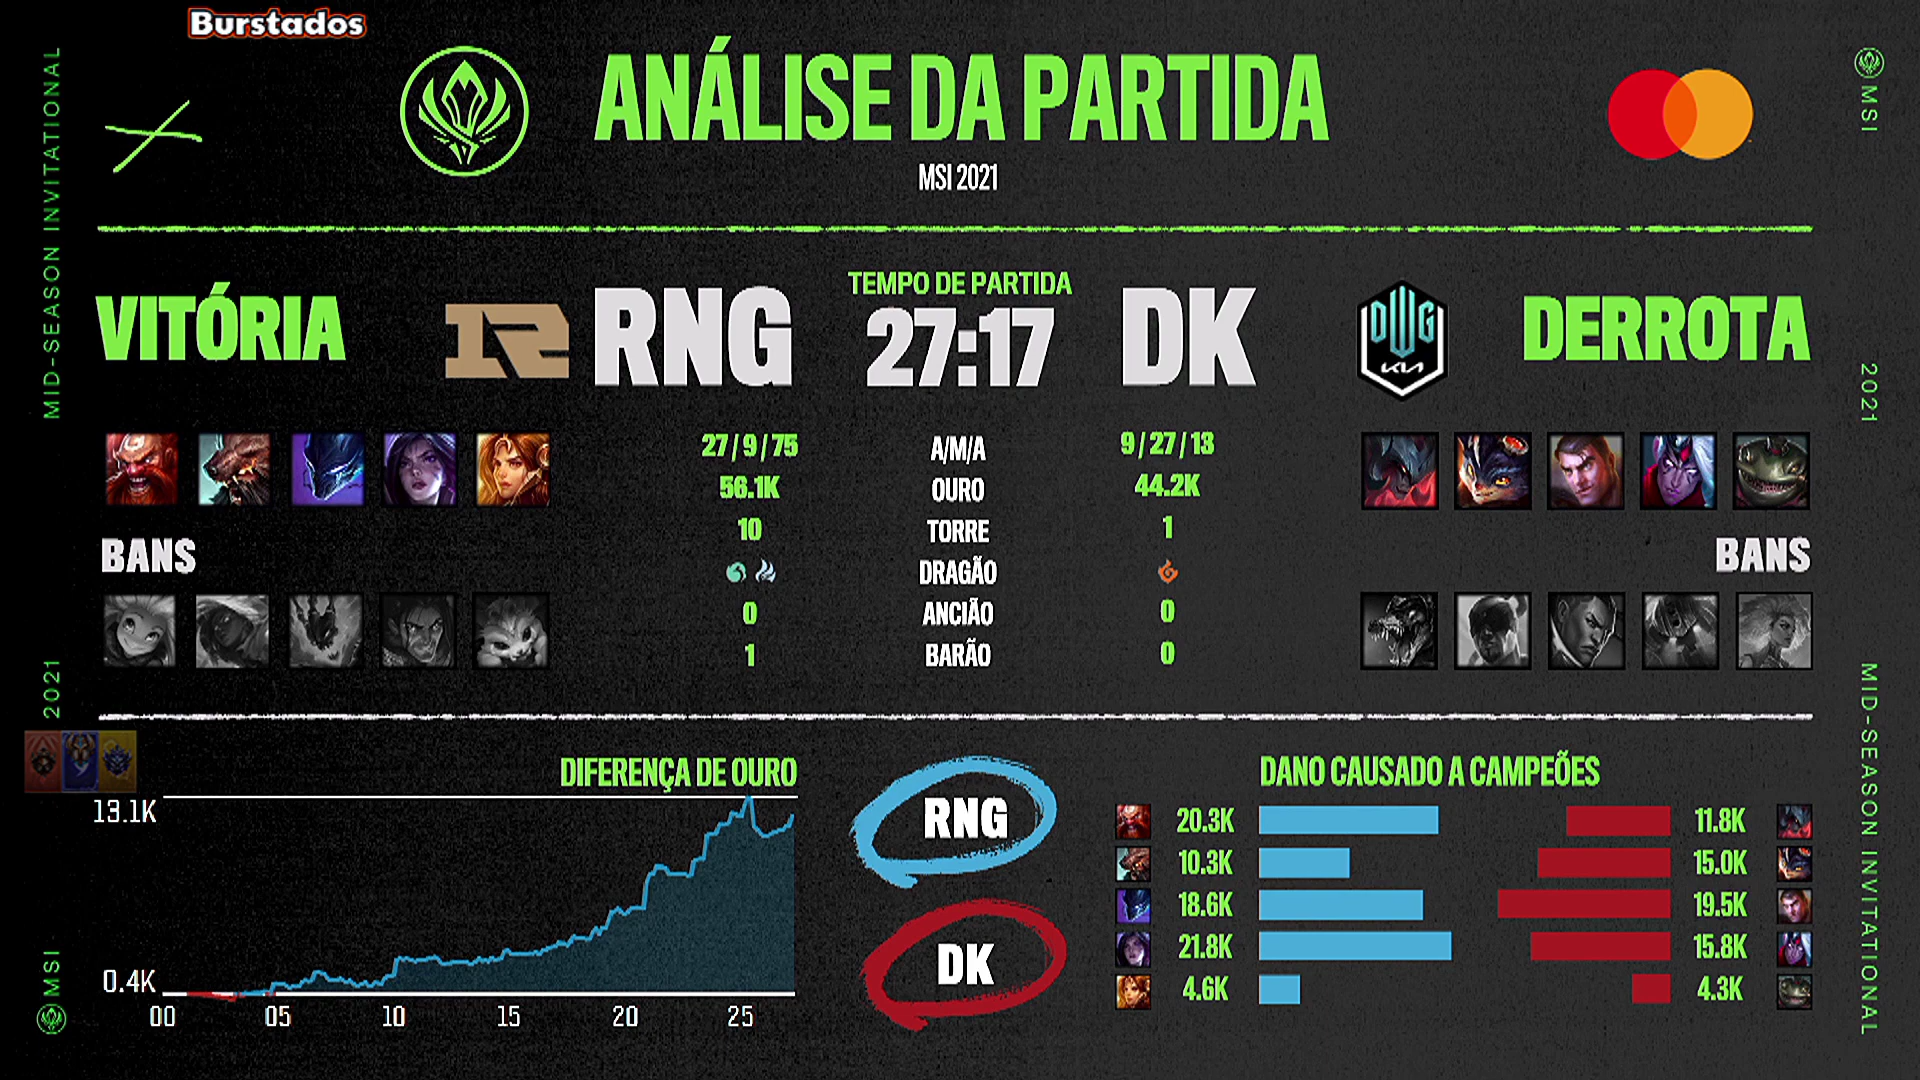 Burstados
ANÁLISE DA PARTIDA
MSI 2021
MID-SEASON INVITATIONAL
2021
MSI
MSI
2021
MID-SEASON INVITATIONAL
VITÓRIA
RNG
TEMPO DE PARTIDA
27:17
DK
DWG
KIA
DERROTA
27/9/75 A/M/A 9/27/13
56.1K OURO 44.2K
10 TORRE 1
DRAGÃO
0 ANCIÃO 0
1 BARÃO 0
BANS
BANS
DIFERENÇA DE OURO
13.1K
0.4K
00 05 10 15 20 25
RNG
DK
DANO CAUSADO A CAMPEÕES
20.3K 11.8K
10.3K 15.0K
18.6K 19.5K
21.8K 15.8K
4.6K 4.3K